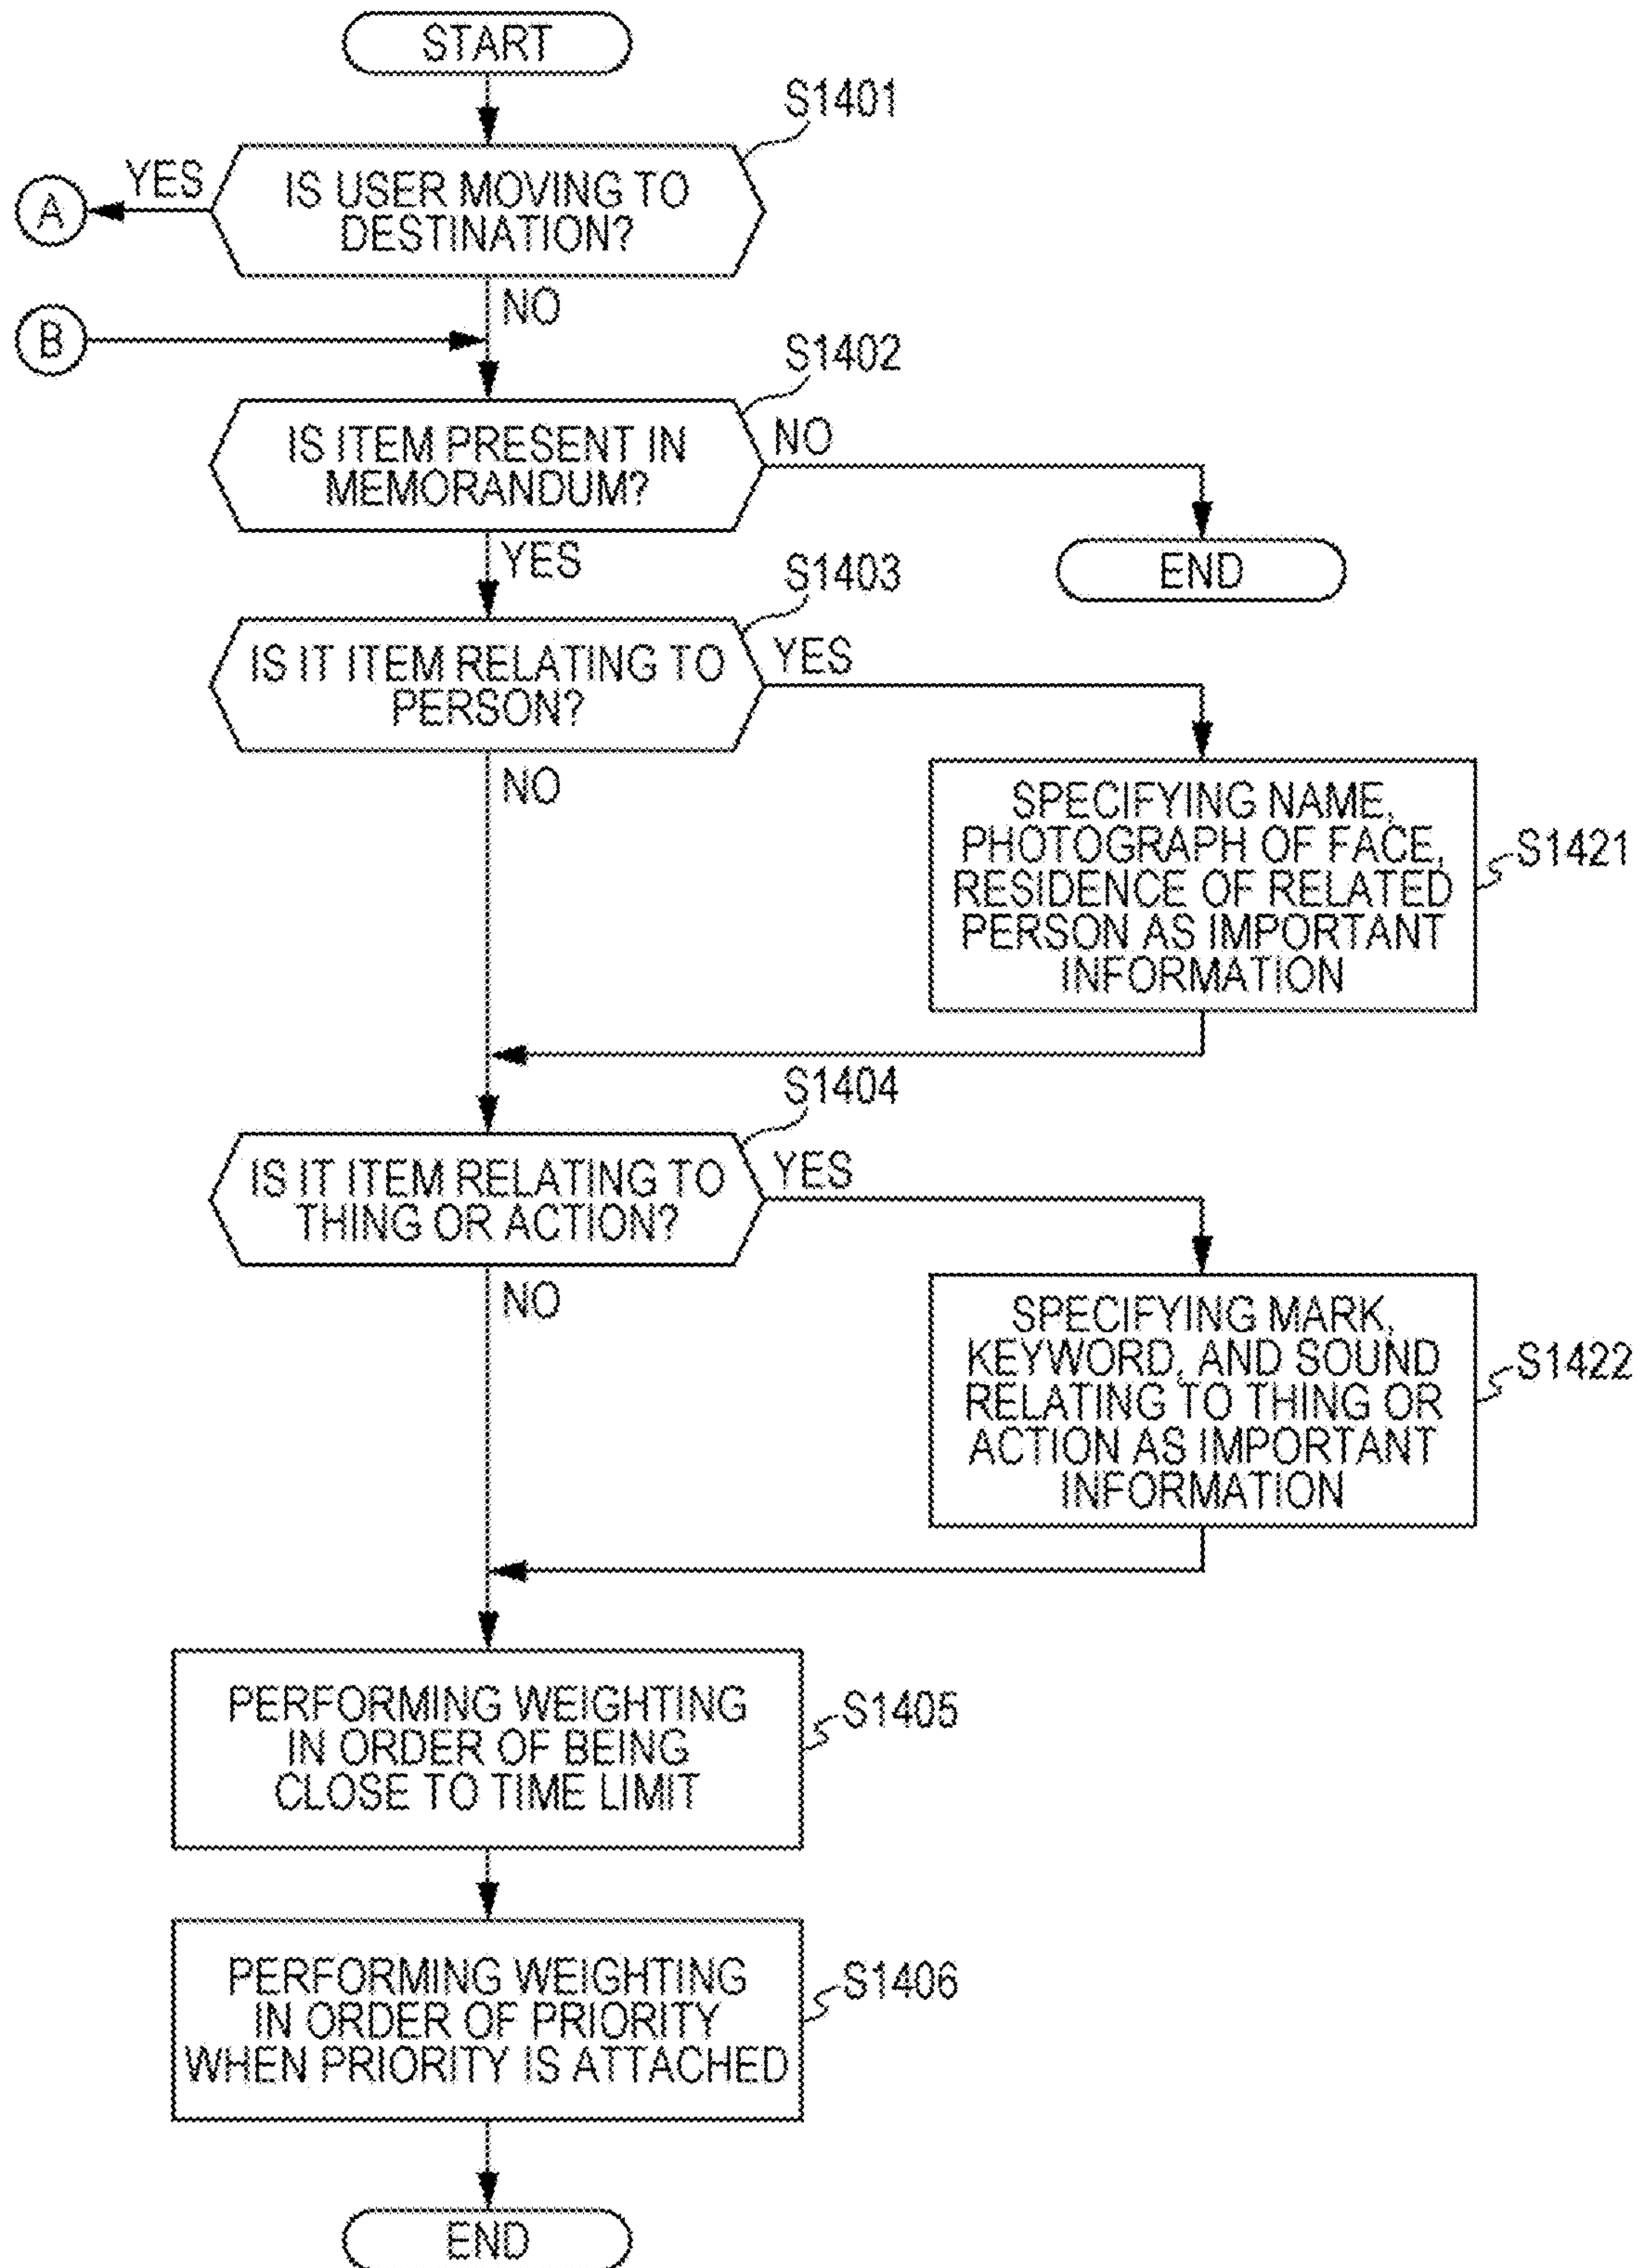 START
S1401
YES
A
IS USER MOVING TO
DESTINATION?
NO
B
S1402
IS ITEM PRESENT IN
MEMORANDUM?
NO
END
YES
S1403
IS IT ITEM RELATING TO
PERSON?
YES
NO
SPECIFYING NAME,
PHOTOGRAPH OF FACE,
RESIDENCE OF RELATED
PERSON AS IMPORTANT
INFORMATION
S1421
S1404
IS IT ITEM RELATING TO
THING OR ACTION?
YES
NO
SPECIFYING MARK,
KEYWORD, AND SOUND
RELATING TO THING OR
ACTION AS IMPORTANT
INFORMATION
S1422
PERFORMING WEIGHTING
IN ORDER OF BEING
CLOSE TO TIME LIMIT
S1405
PERFORMING WEIGHTING
IN ORDER OF PRIORITY
WHEN PRIORITY IS ATTACHED
S1406
END